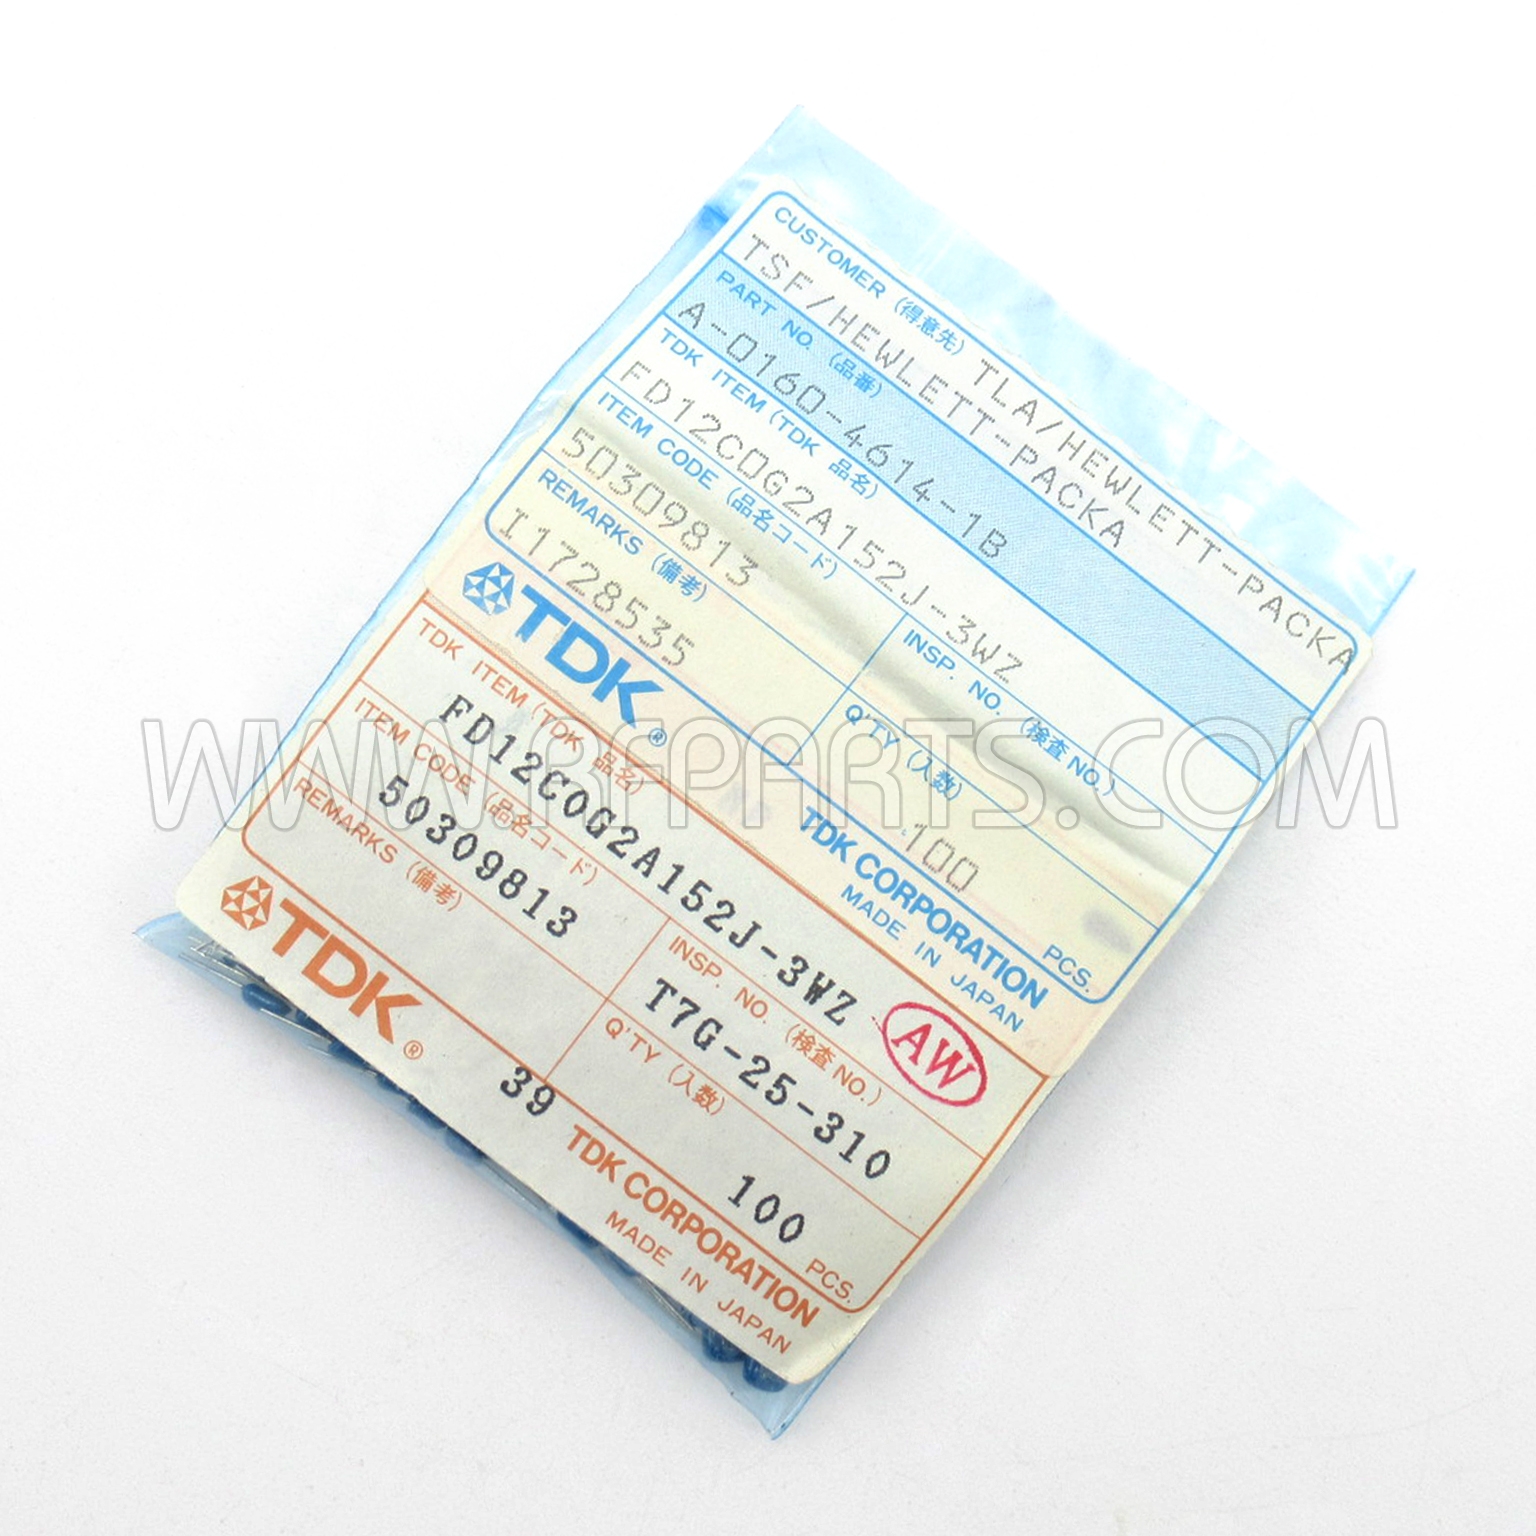 CUSTOMER (得意先) TLA/HEWLETT-PACKA
TSF/HEWLETT-PACKA
PART NO. (品番)
A-0160-4614-1B
TDK ITEM (TDK 品名)
FD12C0G2A152J-3WZ
ITEM CODE (品名コード)
50309813
INSP. NO. (検査NO.)
REMARKS (備考)
I1728535
Q'TY (入数)
100
PCS.
TDK®
TDK CORPORATION
MADE IN JAPAN
TDK ITEM (TDK 品名)
FD12C0G2A152J-3WZ
ITEM CODE (品名コード)
50309813
INSP. NO. (検査NO.)
T7G-25-310
AW
REMARKS (備考)
39
Q'TY (入数)
100
PCS.
TDK®
TDK CORPORATION
MADE IN JAPAN
WWW.RFPARTS.COM